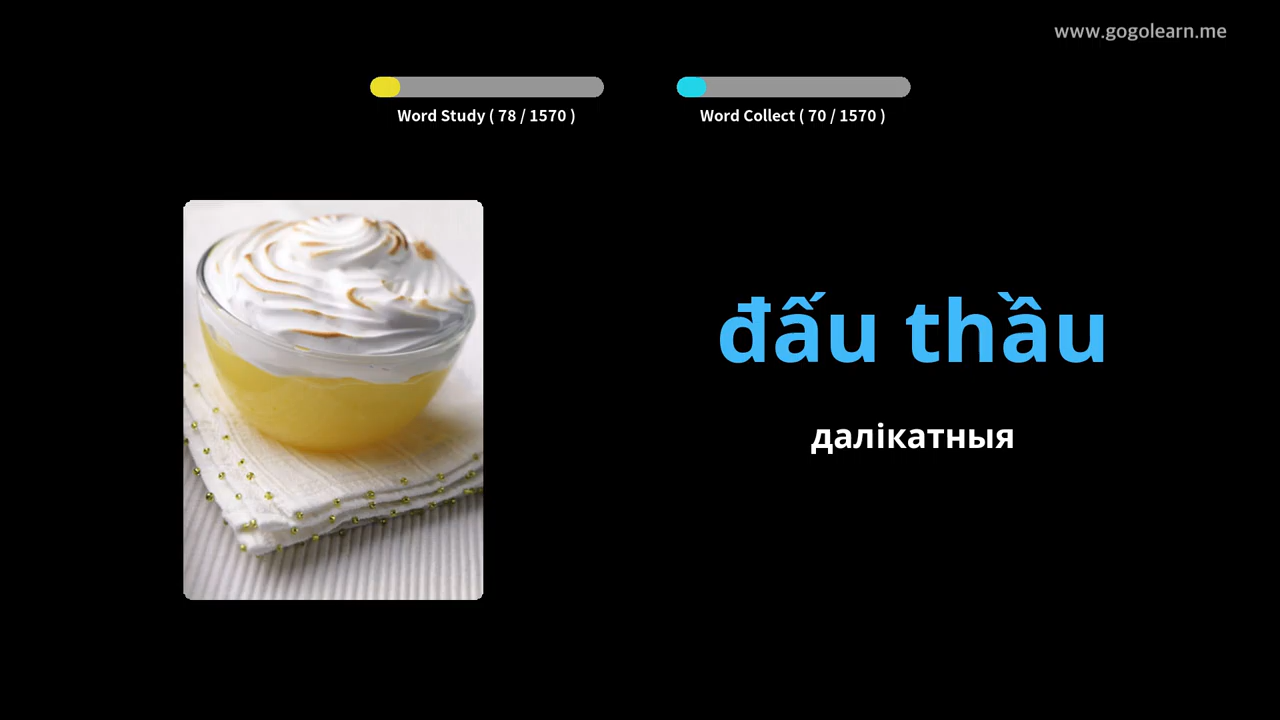 www.gogolearn.me
Word Study ( 78 / 1570 )
Word Collect ( 70 / 1570 )
đấu thầu
далікатныя